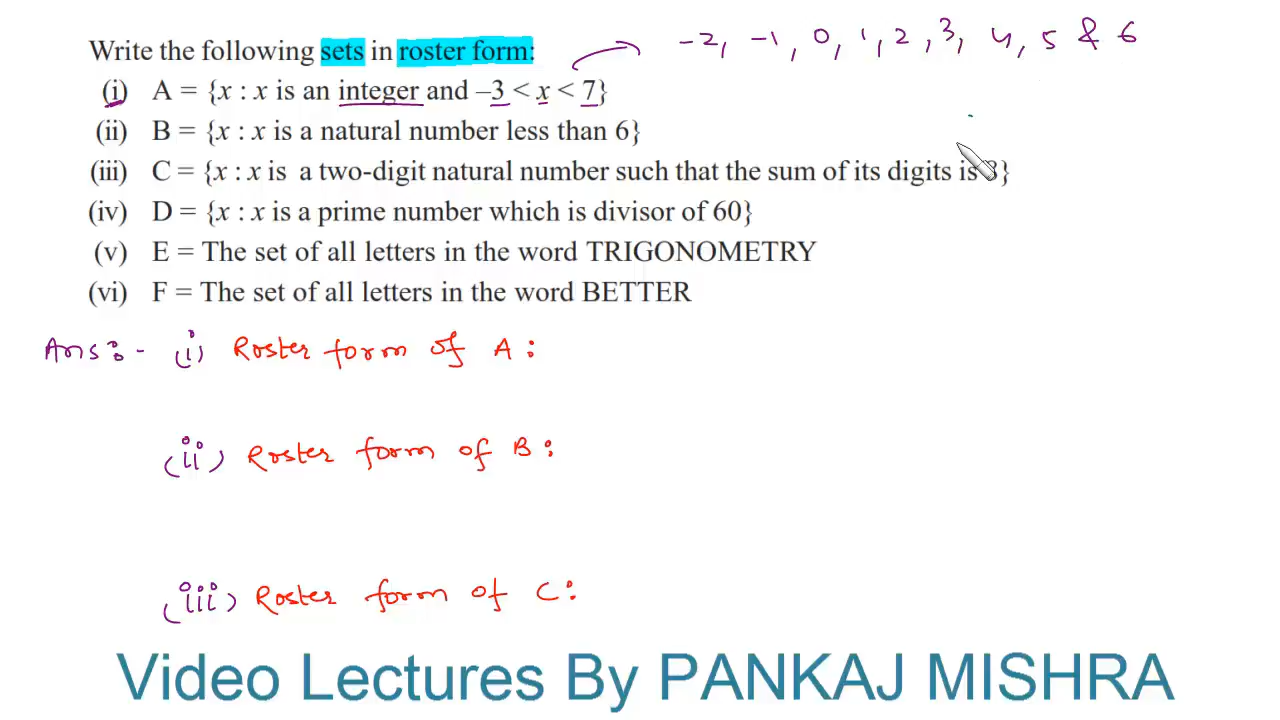 -2, -1, 0, 1, 2, 3, 4, 5 & 6
Write the following sets in roster form:
(i) A = {x : x is an integer and –3 < x < 7}
(ii) B = {x : x is a natural number less than 6}
(iii) C = {x : x is a two-digit natural number such that the sum of its digits is }
(iv) D = {x : x is a prime number which is divisor of 60}
(v) E = The set of all letters in the word TRIGONOMETRY
(vi) F = The set of all letters in the word BETTER
Ans:- (i) Roster form of A:
(ii) Roster form of B:
(iii) Roster form of C:
Video Lectures By PANKAJ MISHRA